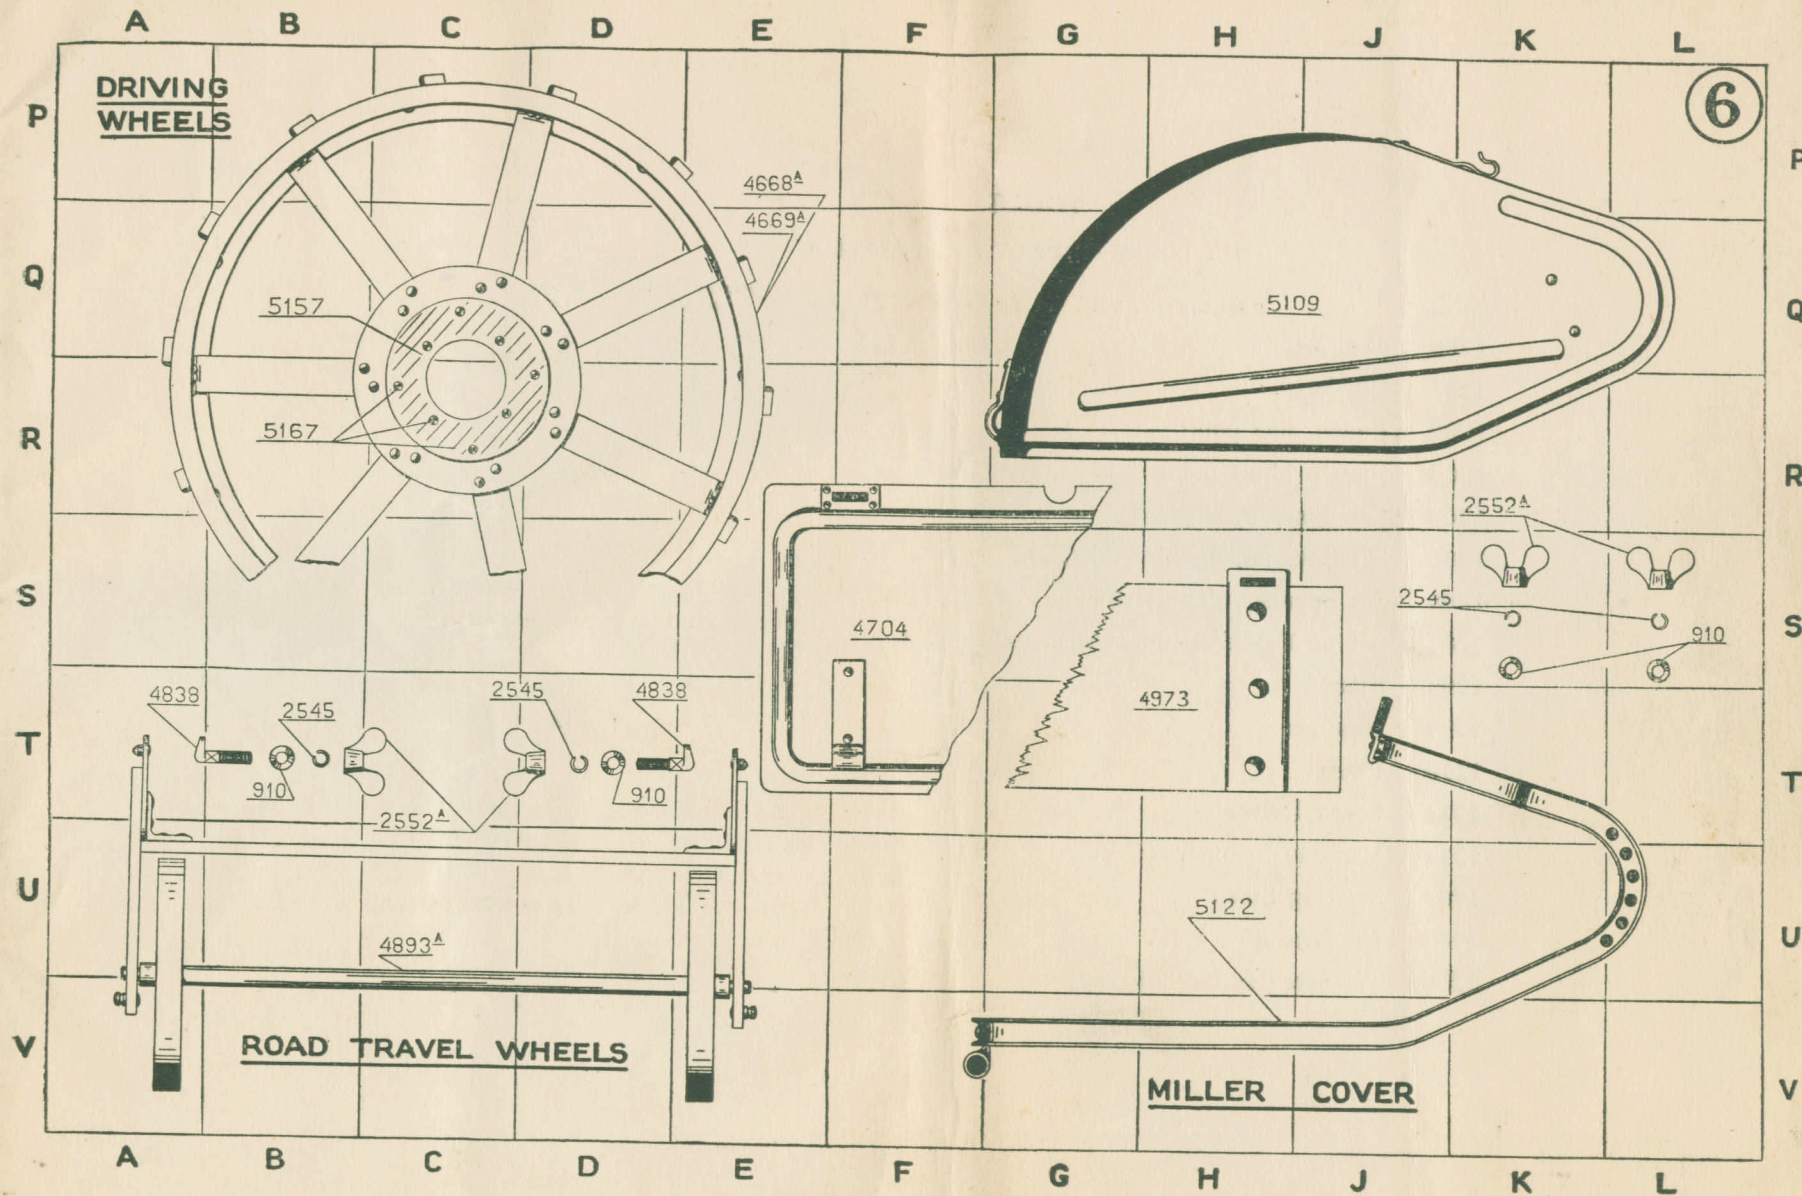 A B C D E F G H J K L
DRIVING
WHEELS
6
P P
4668A
4669A
Q Q
5157
5109
R R
5167
2552A
S S
2545
4704
910
4973
T T
4838 2545 2545 4838
910 910
2552A
U U
5122
4893A
V V
ROAD TRAVEL WHEELS
MILLER COVER
A B C D E F G H J K L